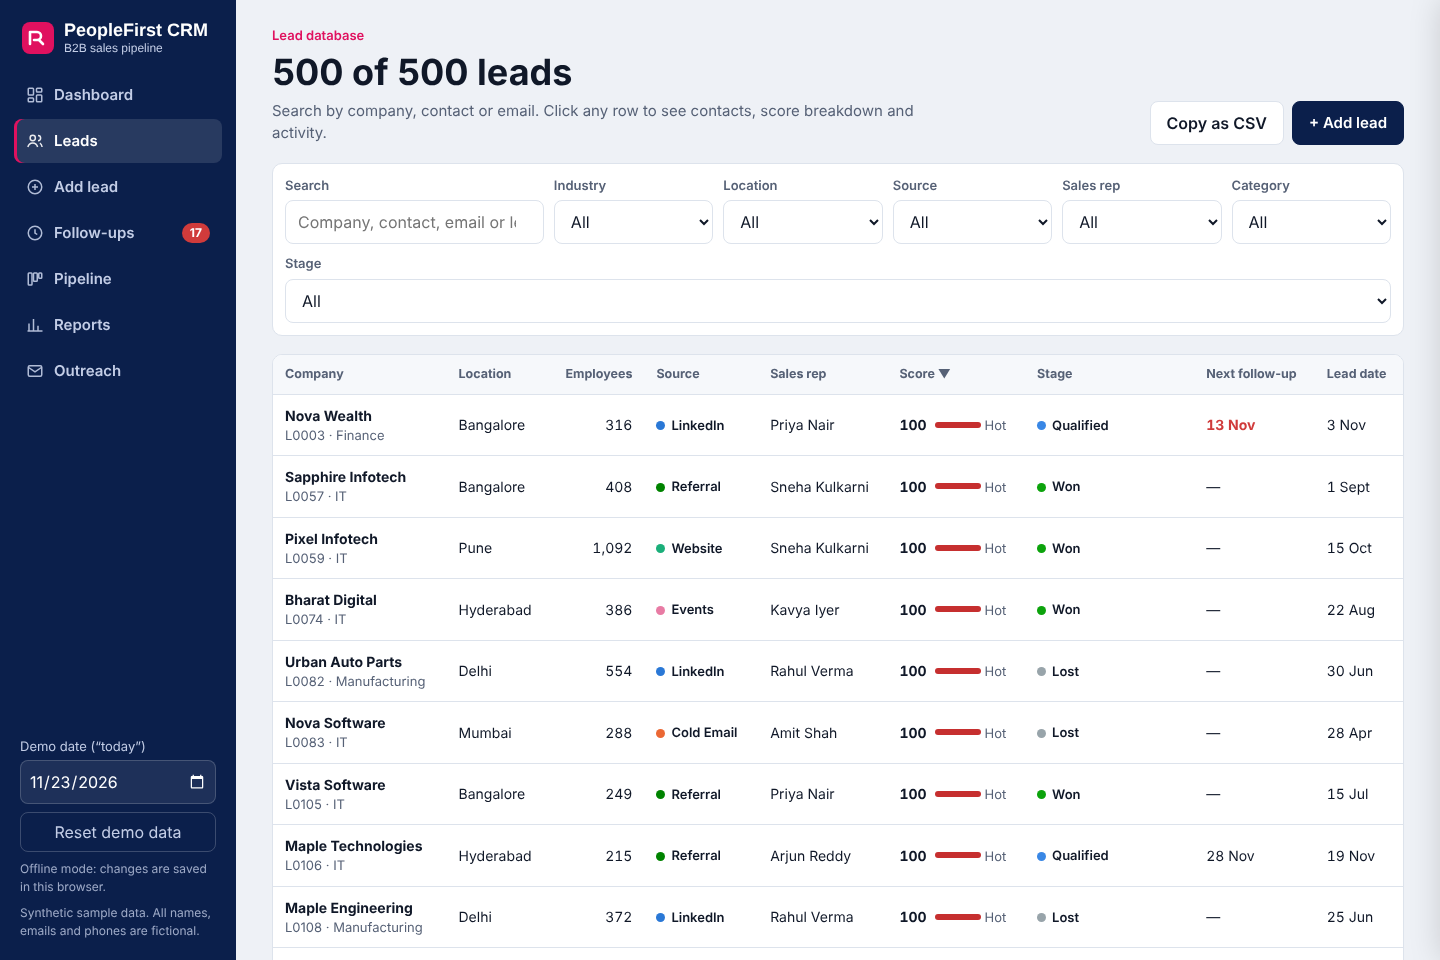 PeopleFirst CRM
B2B sales pipeline
Dashboard
Leads
Add lead
Follow-ups 17
Pipeline
Reports
Outreach
Demo date (“today”)
11/23/2026
Reset demo data
Offline mode: changes are saved
in this browser.
Synthetic sample data. All names,
emails and phones are fictional.
Lead database
500 of 500 leads
Search by company, contact or email. Click any row to see contacts, score breakdown and
activity.
Copy as CSV + Add lead
Search Industry Location Source Sales rep Category
Company, contact, email or All All All All All
Stage
All
Company Location Employees Source Sales rep Score ▼ Stage Next follow-up Lead date
Nova Wealth
L0003 · Finance
Bangalore 316 LinkedIn Priya Nair 100 Hot Qualified 13 Nov 3 Nov
Sapphire Infotech
L0057 · IT
Bangalore 408 Referral Sneha Kulkarni 100 Hot Won — 1 Sept
Pixel Infotech
L0059 · IT
Pune 1,092 Website Sneha Kulkarni 100 Hot Won — 15 Oct
Bharat Digital
L0074 · IT
Hyderabad 386 Events Kavya Iyer 100 Hot Won — 22 Aug
Urban Auto Parts
L0082 · Manufacturing
Delhi 554 LinkedIn Rahul Verma 100 Hot Lost — 30 Jun
Nova Software
L0083 · IT
Mumbai 288 Cold Email Amit Shah 100 Hot Lost — 28 Apr
Vista Software
L0105 · IT
Bangalore 249 Referral Priya Nair 100 Hot Won — 15 Jul
Maple Technologies
L0106 · IT
Hyderabad 215 Referral Arjun Reddy 100 Hot Qualified 28 Nov 19 Nov
Maple Engineering
L0108 · Manufacturing
Delhi 372 LinkedIn Rahul Verma 100 Hot Lost — 25 Jun